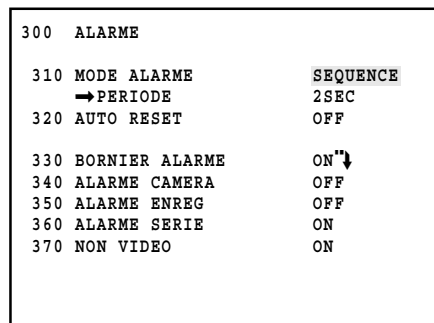 300 ALARME
310 MODE ALARME SEQUENCE
➞PERIODE 2SEC
320 AUTO RESET OFF
330 BORNIER ALARME ON
340 ALARME CAMERA OFF
350 ALARME ENREG OFF
360 ALARME SERIE ON
370 NON VIDEO ON